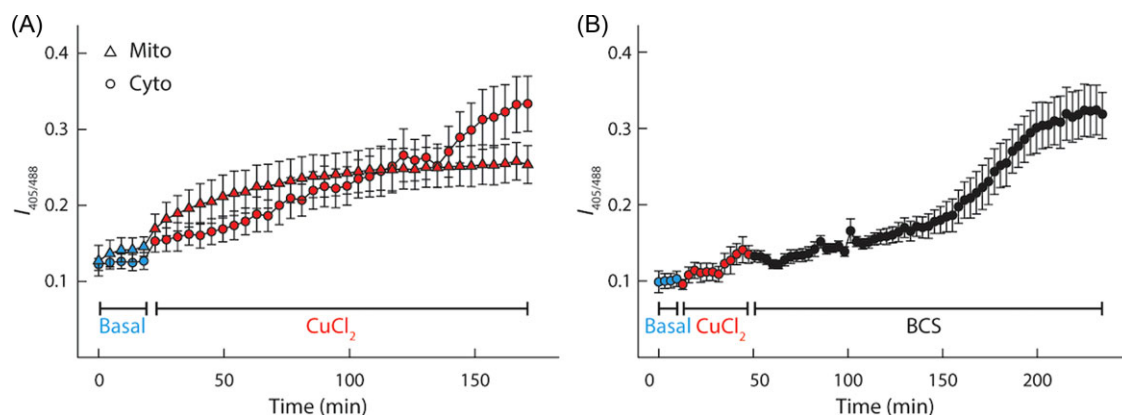 (A)
Mito
Cyto
I405/488
0.4
0.3
0.2
0.1
Basal
CuCl2
0
50
100
150
Time (min)
(B)
I405/488
0.4
0.3
0.2
0.1
Basal
CuCl2
BCS
0
50
100
150
200
Time (min)